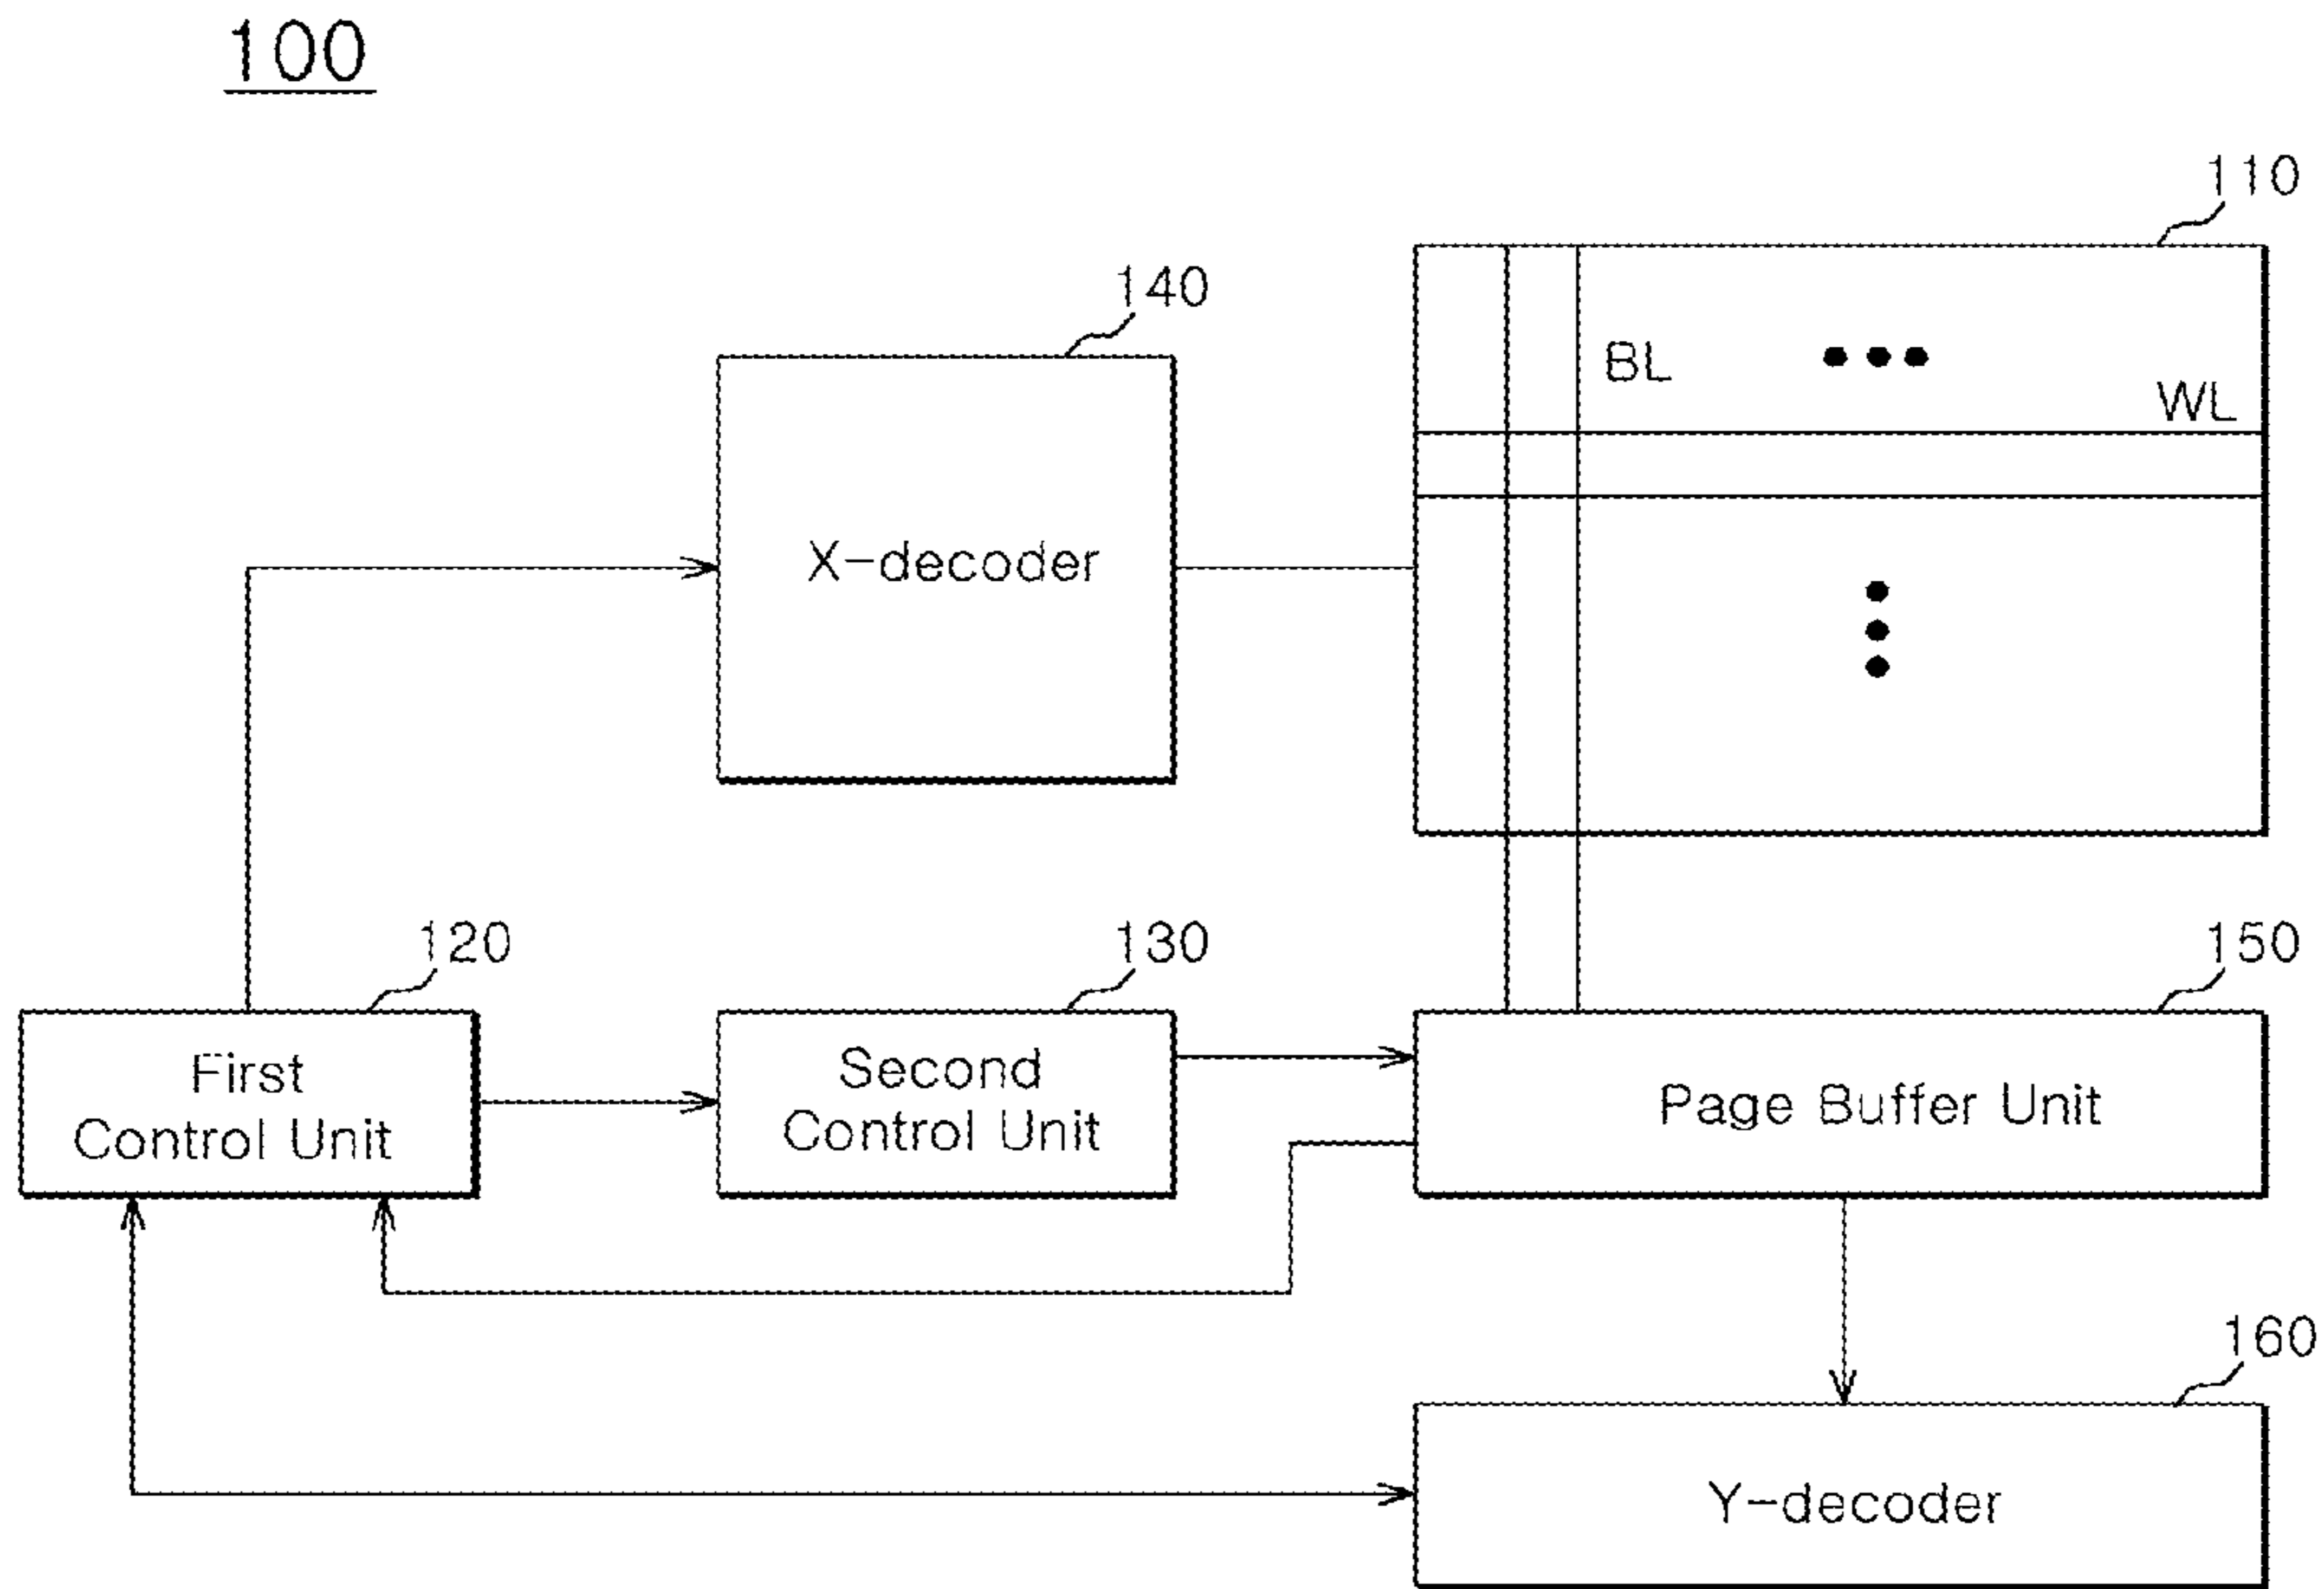 100
110
140
BL
WL
X-decoder
120
130
150
First
Control Unit
Second
Control Unit
Page Buffer Unit
160
Y-decoder